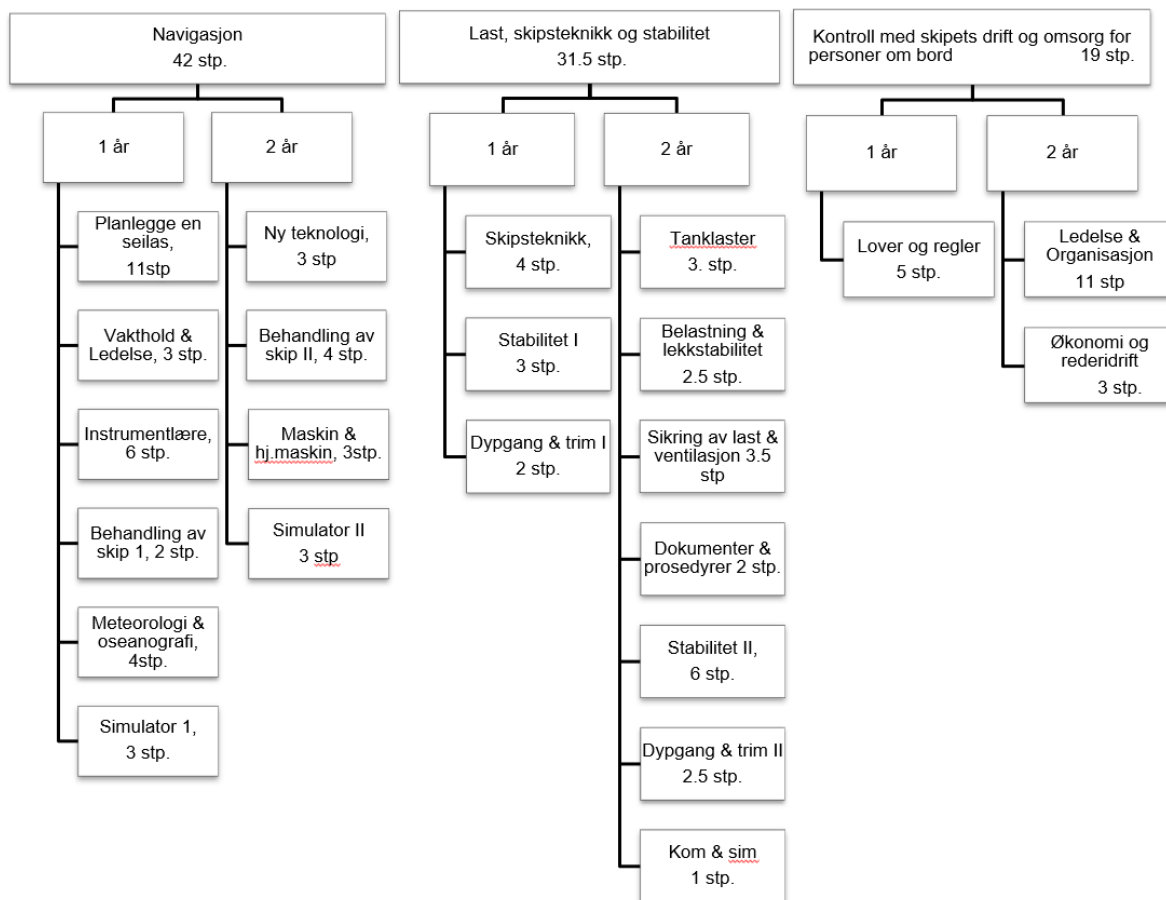 Navigasjon
42 stp.
1 år
2 år
Planlegge en
seilas,
11stp
Vakthold &
Ledelse, 3 stp.
Instrumentlære,
6 stp.
Behandling av
skip 1, 2 stp.
Meteorologi &
oseanografi,
4stp.
Simulator 1,
3 stp.
Ny teknologi,
3 stp
Behandling av
skip II, 4 stp.
Maskin &
hj.maskin, 3stp.
Simulator II
3 stp
Last, skipsteknikk og stabilitet
31.5 stp.
1 år
2 år
Skipsteknikk,
4 stp.
Stabilitet I
3 stp.
Dypgang & trim I
2 stp.
Tanklaster
3. stp.
Belastning &
lekkstabilitet
2.5 stp.
Sikring av last &
ventilasjon 3.5
stp
Dokumenter &
prosedyrer 2 stp.
Stabilitet II,
6 stp.
Dypgang & trim II
2.5 stp.
Kom & sim
1 stp.
Kontroll med skipets drift og omsorg for
personer om bord 19 stp.
1 år
2 år
Lover og regler
5 stp.
Ledelse &
Organisasjon
11 stp
Økonomi og
rederidrift
3 stp.